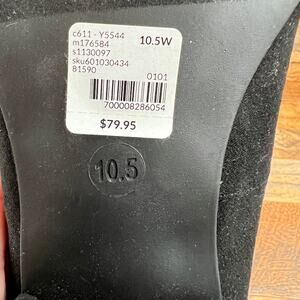 c611 - Y5544
m176584 10.5W
s1130097
sku601030434
81590
0101
700008286054
$79.95
10.5